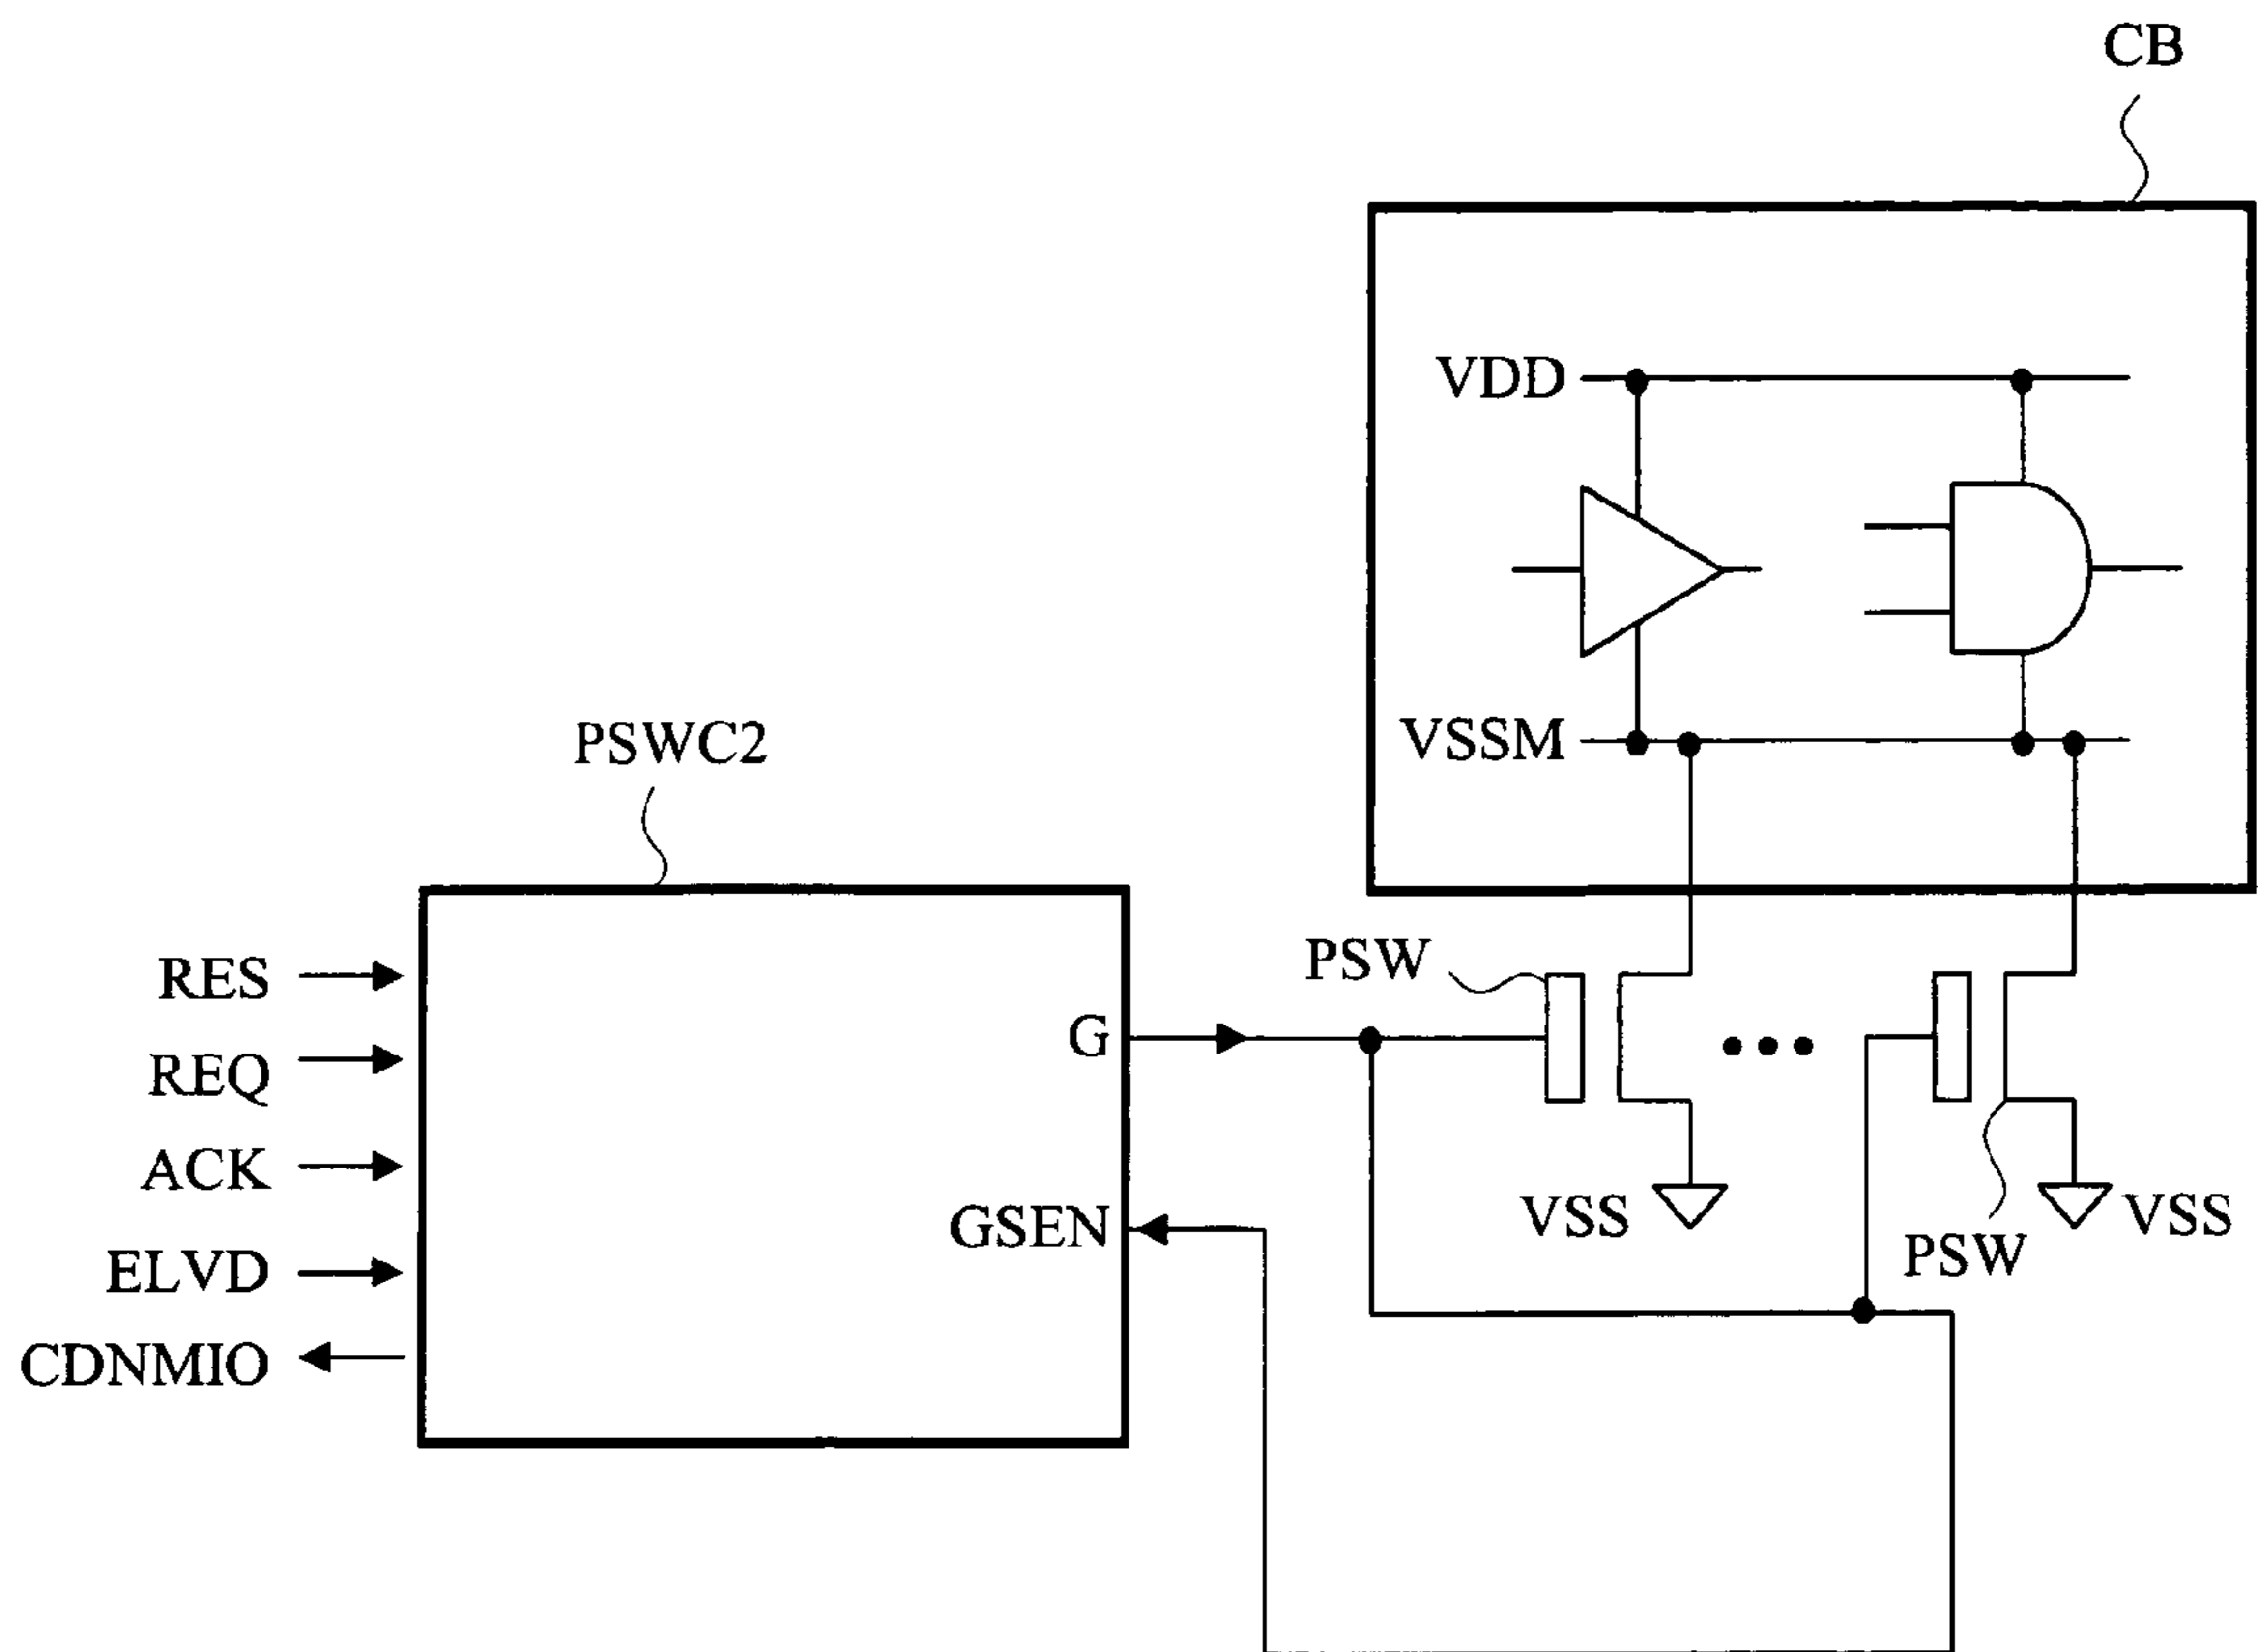 CB
VDD
VSSM
PSWC2
PSW
RES
G
REQ
ACK
GSEN
VSS
VSS
PSW
ELVD
CDNMIO